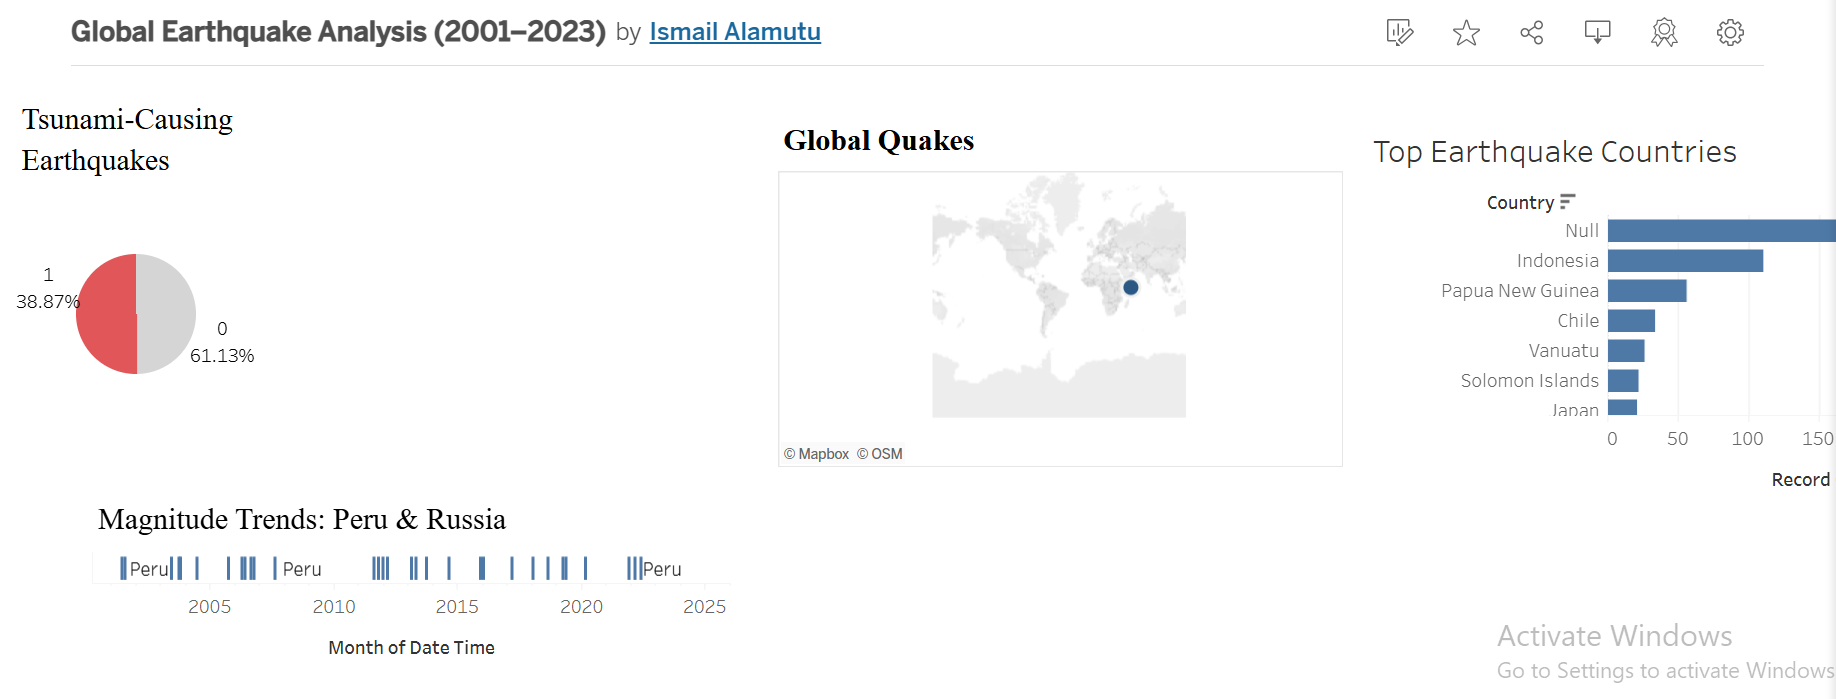 Global Earthquake Analysis (2001–2023) by Ismail Alamutu
Tsunami-Causing
Earthquakes
1
38.87%
0
61.13%
Global Quakes
© Mapbox © OSM
Top Earthquake Countries
Country
Null
Indonesia
Papua New Guinea
Chile
Vanuatu
Solomon Islands
Japan
0 50 100 150
Record
Magnitude Trends: Peru & Russia
Peru Peru Peru
2005 2010 2015 2020 2025
Month of Date Time
Activate Windows
Go to Settings to activate Windows